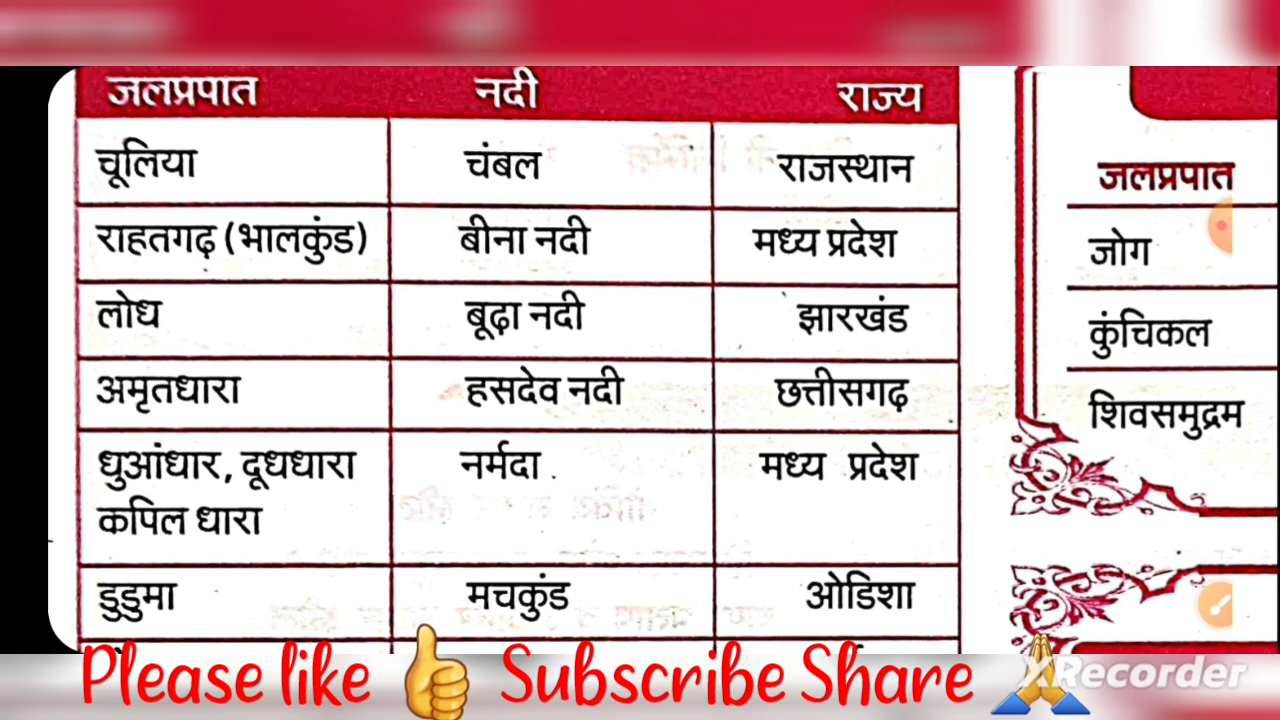 जलप्रपात नदी राज्य
चूलिया चंबल राजस्थान
राहतगढ़ (भालकुंड) बीना नदी मध्य प्रदेश
लोध बूढ़ा नदी झारखंड
अमृतधारा हसदेव नदी छत्तीसगढ़
धुआंधार, दूधधारा नर्मदा मध्य प्रदेश
कपिल धारा
डुडुमा मचकुंड ओडिशा
जलप्रपात
जोग
कुंचिकल
शिवसमुद्रम
Please like 👍 Subscribe Share 🙏
XRecorder